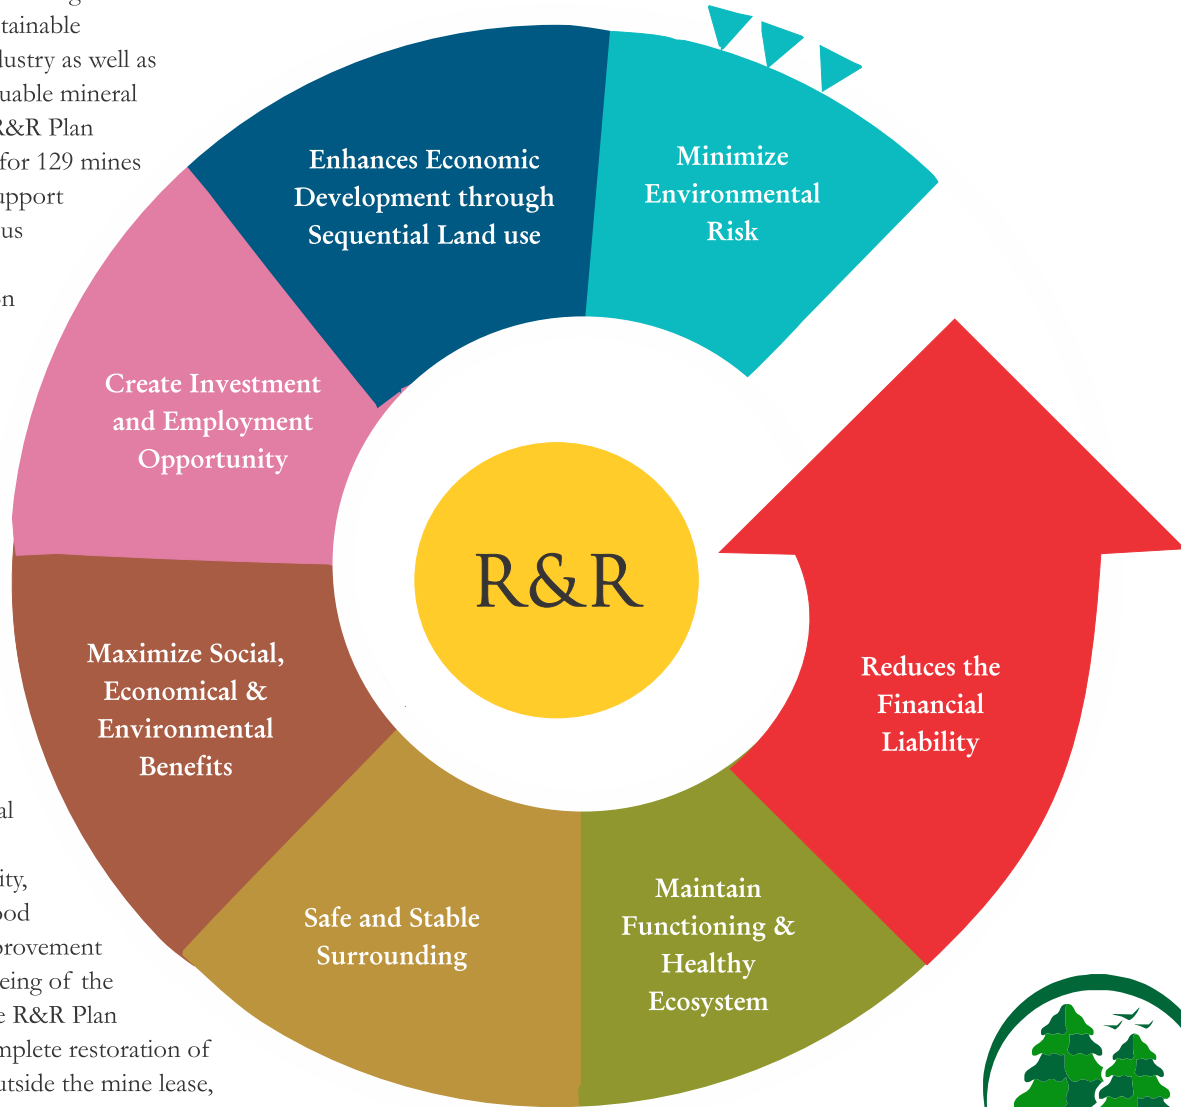 tainable
dustry as well as
uable mineral
R&R Plan
for 129 mines
upport
us
on
Enhances Economic
Development through
Sequential Land use
Minimize
Environmental
Risk
Create Investment
and Employment
Opportunity
R&R
Maximize Social,
Economical &
Environmental
Benefits
Reduces the
Financial
Liability
Safe and Stable
Surrounding
Maintain
Functioning &
Healthy
Ecosystem
al
ity,
ood
provement
eing of the
e R&R Plan
mplete restoration of
utside the mine lease,